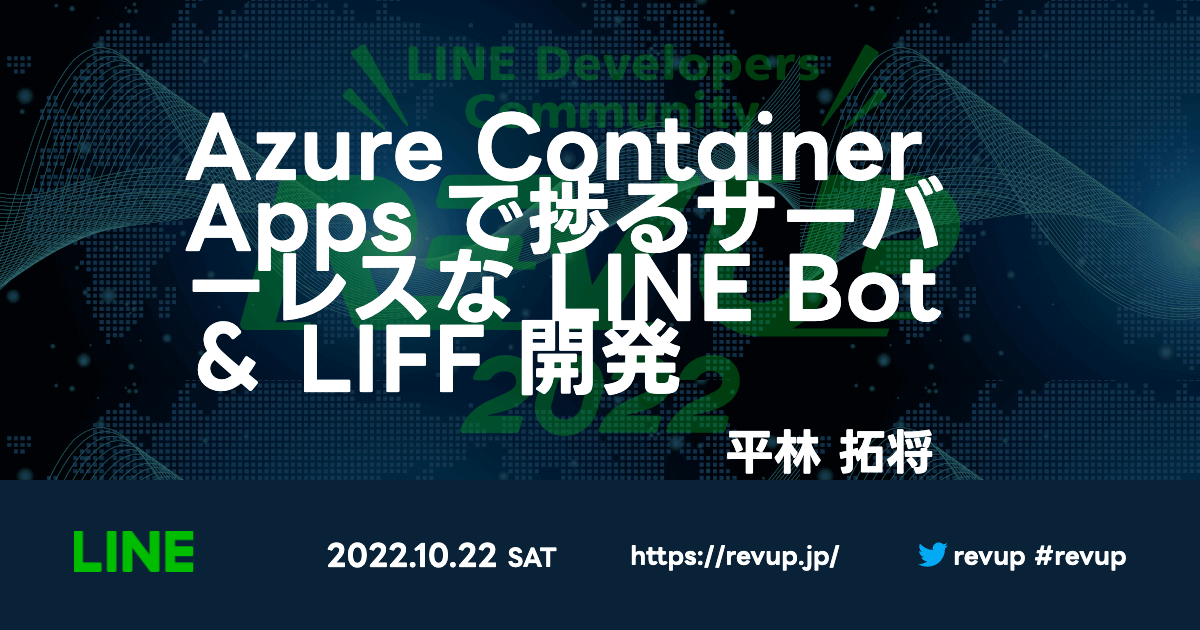 LINE Developers
Community
REVUP
2022
Azure Container
Apps で捗るサーバ
ーレスな LINE Bot
& LIFF 開発
平林 拓将
LINE
2022.10.22 SAT
https://revup.jp/
revup #revup